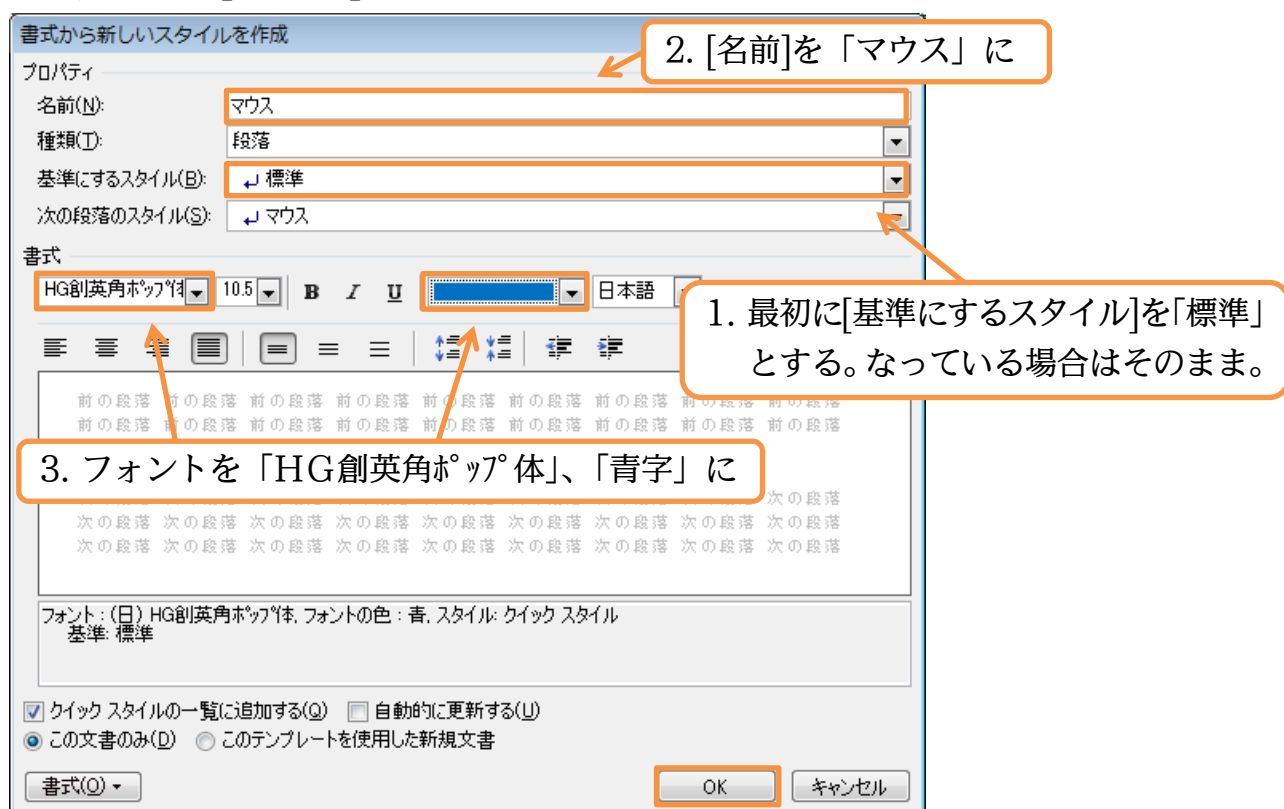 書式から新しいスタイルを作成
2. [名前]を「マウス」に
プロパティ
名前(N):
マウス
種類(T):
段落
基準にするスタイル(B):
標準
次の段落のスタイル(S):
マウス
書式
HG創英角ﾎﾟｯﾌﾟ体
10.5
B I U
日本語
1. 最初に[基準にするスタイル]を「標準」
とする。なっている場合はそのまま。
前の段落 前の段落 前の段落 前の段落 前の段落 前の段落 前の段落 前の段落 前の段落
前の段落 前の段落 前の段落 前の段落 前の段落 前の段落 前の段落 前の段落 前の段落
3. フォントを「HG創英角ﾎﾟｯﾌﾟ体」、「青字」に
次の段落
次の段落 次の段落 次の段落 次の段落 次の段落 次の段落 次の段落 次の段落 次の段落
次の段落 次の段落 次の段落 次の段落 次の段落 次の段落 次の段落 次の段落 次の段落
フォント : (日) HG創英角ﾎﾟｯﾌﾟ体, フォントの色 : 青, スタイル: クイック スタイル
基準: 標準
クイック スタイルの一覧に追加する(Q)
自動的に更新する(U)
この文書のみ(D)
このテンプレートを使用した新規文書
書式(O)
OK
キャンセル